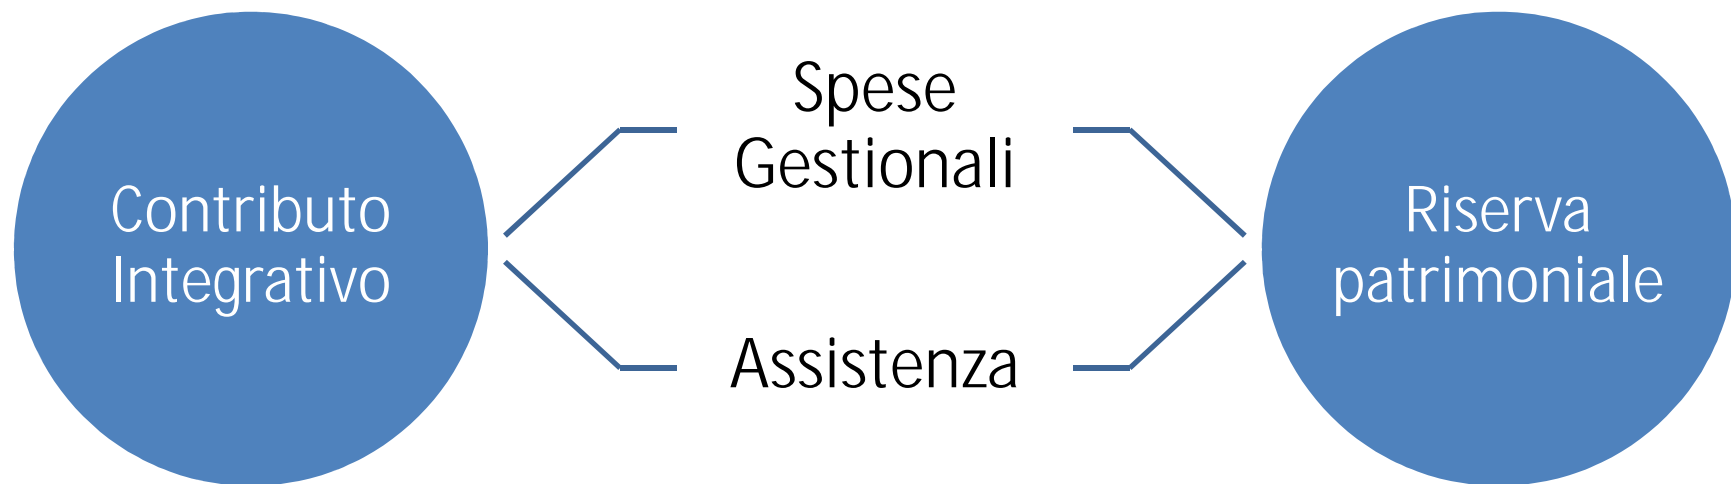 Contributo
Integrativo
Spese
Gestionali
Assistenza
Riserva
patrimoniale